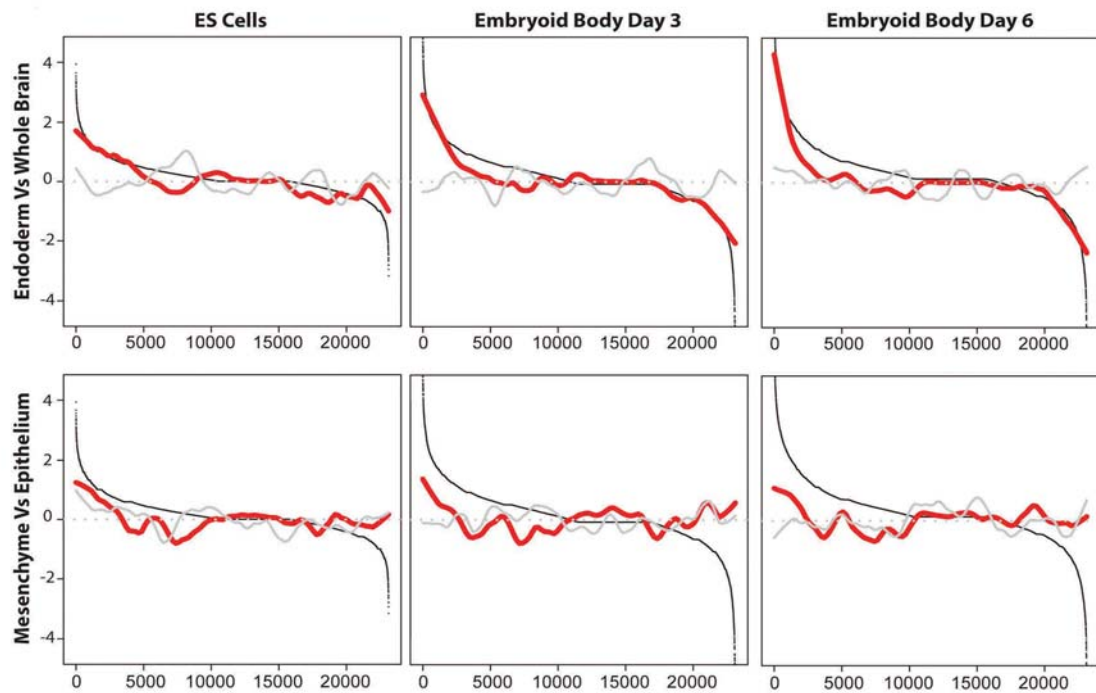 ES Cells
Embryoid Body Day 3
Embryoid Body Day 6
Endoderm Vs Whole Brain
4
2
0
-2
-4
0 5000 10000 15000 20000
0 5000 10000 15000 20000
0 5000 10000 15000 20000
Mesenchyme Vs Epithelium
4
2
0
-2
-4
0 5000 10000 15000 20000
0 5000 10000 15000 20000
0 5000 10000 15000 20000